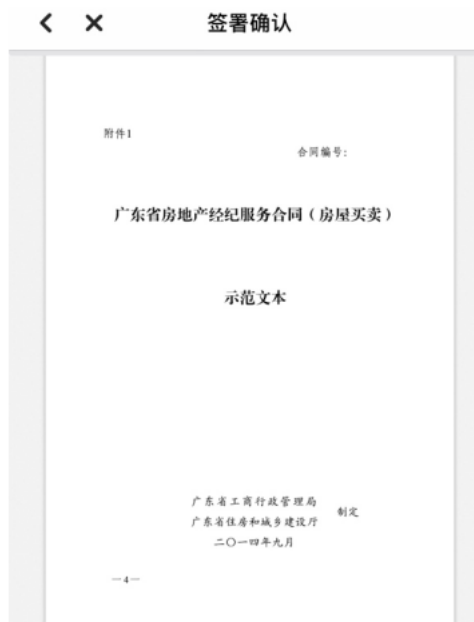 签署确认
附件1
合同编号:
广东省房地产经纪服务合同(房屋买卖)
示范文本
广东省工商行政管理局
广东省住房和城乡建设厅
制定
二〇一四年九月
—4—